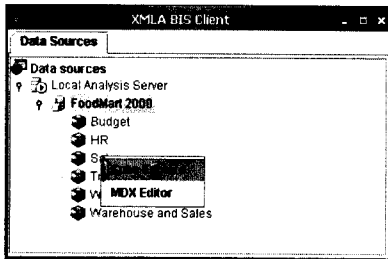 XMLA BIS Client
Data Sources
Data sources
Local Analysis Server
FoodMart 2000
Budget
HR
MDX Editor
Warehouse and Sales